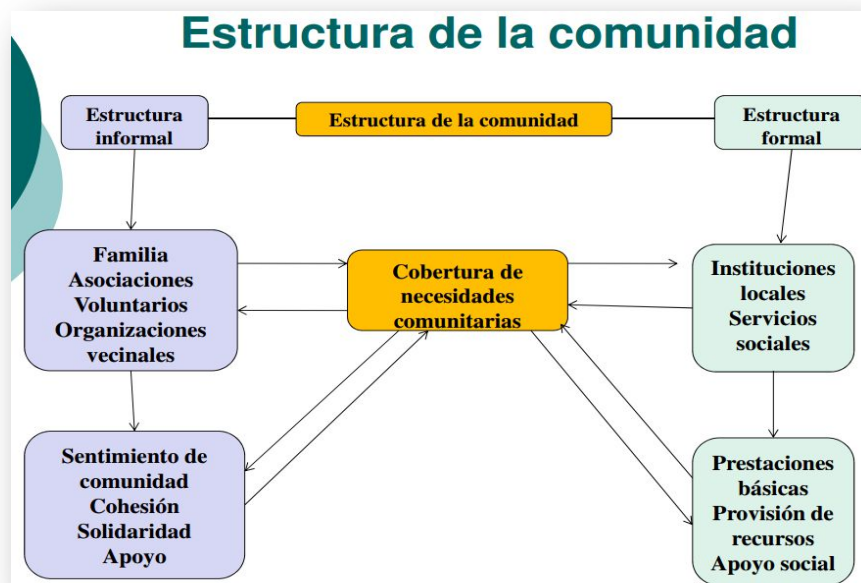 Estructura de la comunidad
Estructura
informal
Estructura de la comunidad
Estructura
formal
Familia
Asociaciones
Voluntarios
Organizaciones
vecinales
Cobertura de
necesidades
comunitarias
Instituciones
locales
Servicios
sociales
Sentimiento de
comunidad
Cohesión
Solidaridad
Apoyo
Prestaciones
básicas
Provisión de
recursos
Apoyo social